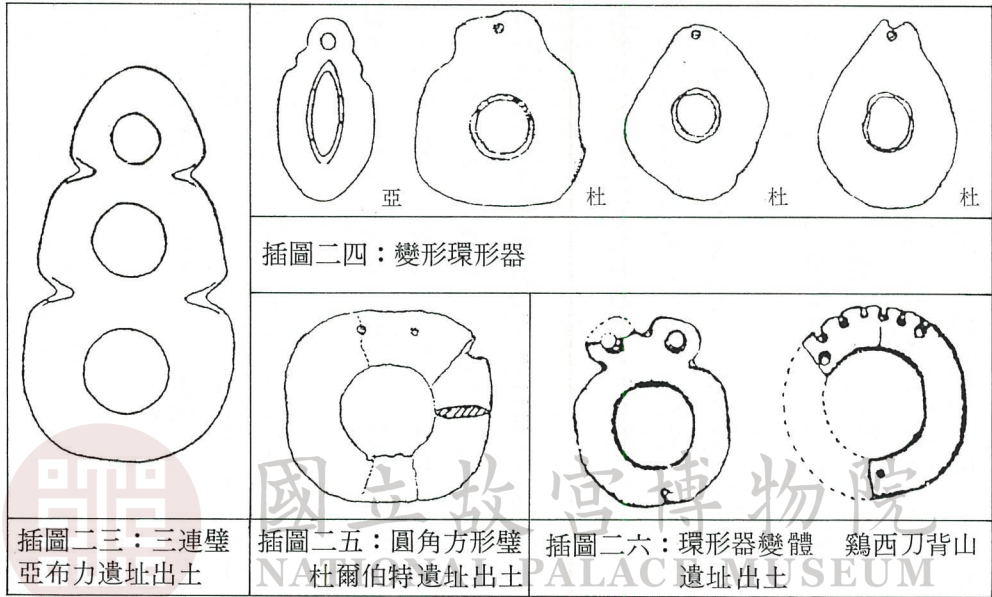 亞
杜
杜
杜
插圖二四：變形環形器
插圖二三：三連璧
亞布力遺址出土
插圖二五：圓角方形璧
杜爾伯特遺址出土
插圖二六：環形器變體　鷄西刀背山
遺址出土
國立故宮博物院
NATIONAL PALACE MUSEUM